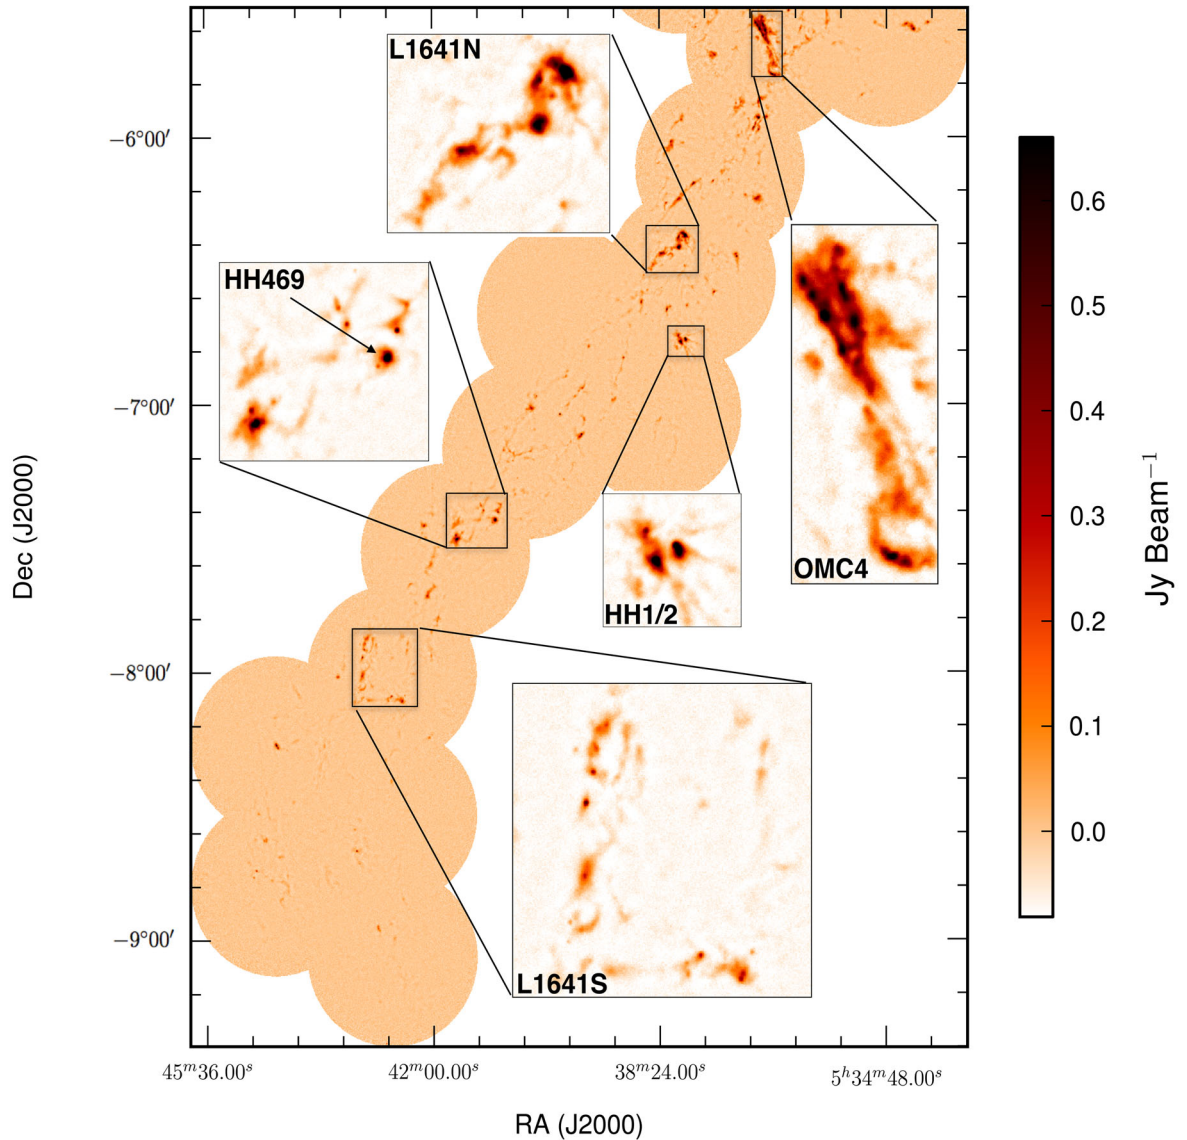 L1641N
−6°00′
0.6
HH469
0.5
−7°00′
0.4
Dec (J2000)
0.3
Jy Beam⁻¹
OMC4
HH1/2
0.2
−8°00′
0.1
0.0
−9°00′
L1641S
45ᵐ36.00ˢ
42ᵐ00.00ˢ
38ᵐ24.00ˢ
5ʰ34ᵐ48.00ˢ
RA (J2000)